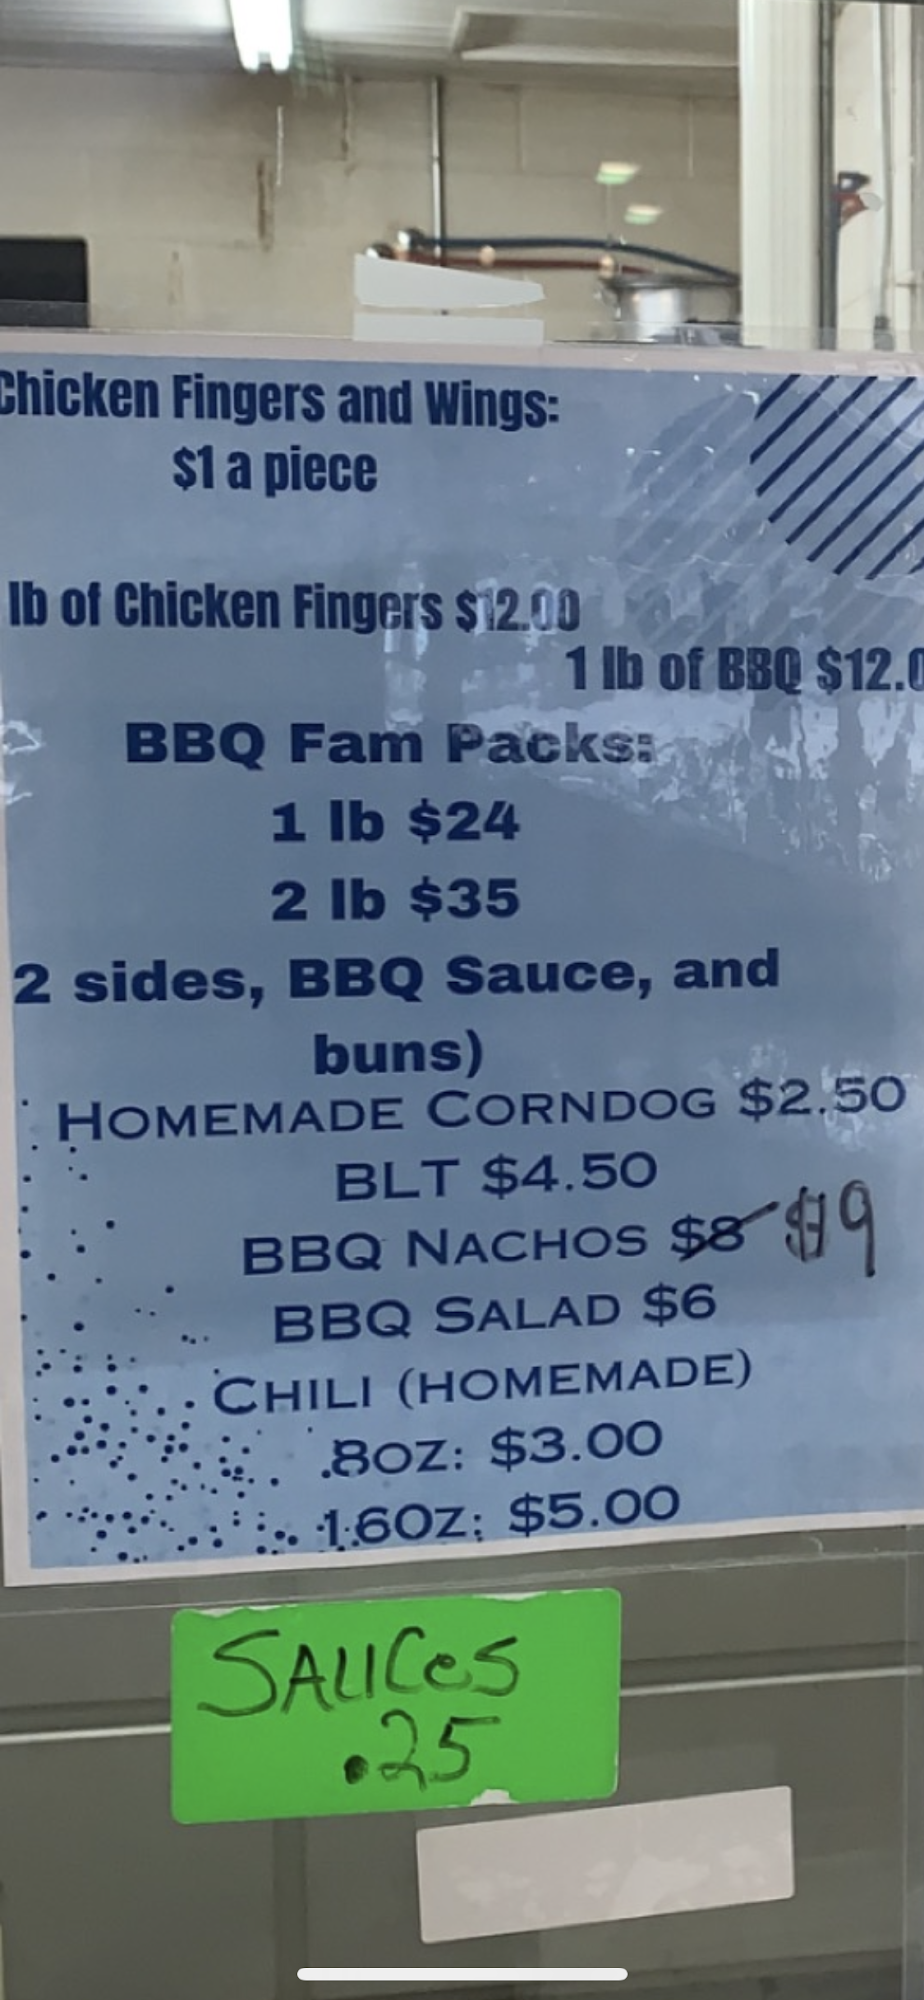 Chicken Fingers and Wings:
$1 a piece
lb of Chicken Fingers $12.00
1 lb of BBQ $12.0
BBQ Fam Packs:
1 lb $24
2 lb $35
2 sides, BBQ Sauce, and
buns)
HOMEMADE CORNDOG $2.50
BLT $4.50
BBQ NACHOS $8 $9
BBQ SALAD $6
CHILI (HOMEMADE)
8OZ: $3.00
16OZ: $5.00
SAUCes
.25